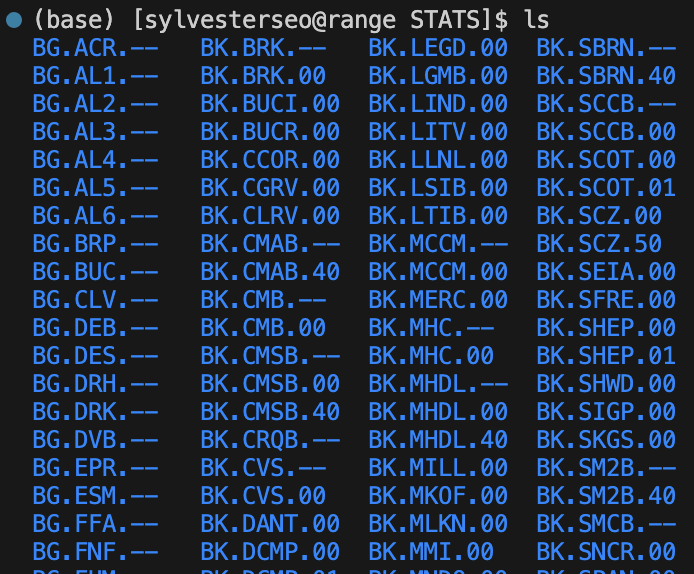 (base) [sylvesterseo@range STATS]$ ls
BG.ACR.-- BK.BRK.-- BK.LEGD.00 BK.SBRN.--
BG.AL1.-- BK.BRK.00 BK.LGMB.00 BK.SBRN.40
BG.AL2.-- BK.BUCI.00 BK.LIND.00 BK.SCCB.--
BG.AL3.-- BK.BUCR.00 BK.LITV.00 BK.SCCB.00
BG.AL4.-- BK.CCOR.00 BK.LLNL.00 BK.SCOT.00
BG.AL5.-- BK.CGRV.00 BK.LSIB.00 BK.SCOT.01
BG.AL6.-- BK.CLRV.00 BK.LTIB.00 BK.SCZ.00
BG.BRP.-- BK.CMAB.-- BK.MCCM.-- BK.SCZ.50
BG.BUC.-- BK.CMAB.40 BK.MCCM.00 BK.SEIA.00
BG.CLV.-- BK.CMB.-- BK.MERC.00 BK.SFRE.00
BG.DEB.-- BK.CMB.00 BK.MHC.-- BK.SHEP.00
BG.DES.-- BK.CMSB.-- BK.MHC.00 BK.SHEP.01
BG.DRH.-- BK.CMSB.00 BK.MHDL.-- BK.SHWD.00
BG.DRK.-- BK.CMSB.40 BK.MHDL.00 BK.SIGP.00
BG.DVB.-- BK.CRQB.-- BK.MHDL.40 BK.SKGS.00
BG.EPR.-- BK.CVS.-- BK.MILL.00 BK.SM2B.--
BG.ESM.-- BK.CVS.00 BK.MKOF.00 BK.SM2B.40
BG.FFA.-- BK.DANT.00 BK.MLKN.00 BK.SMCB.--
BG.FNF.-- BK.DCMP.00 BK.MMI.00 BK.SNCR.00